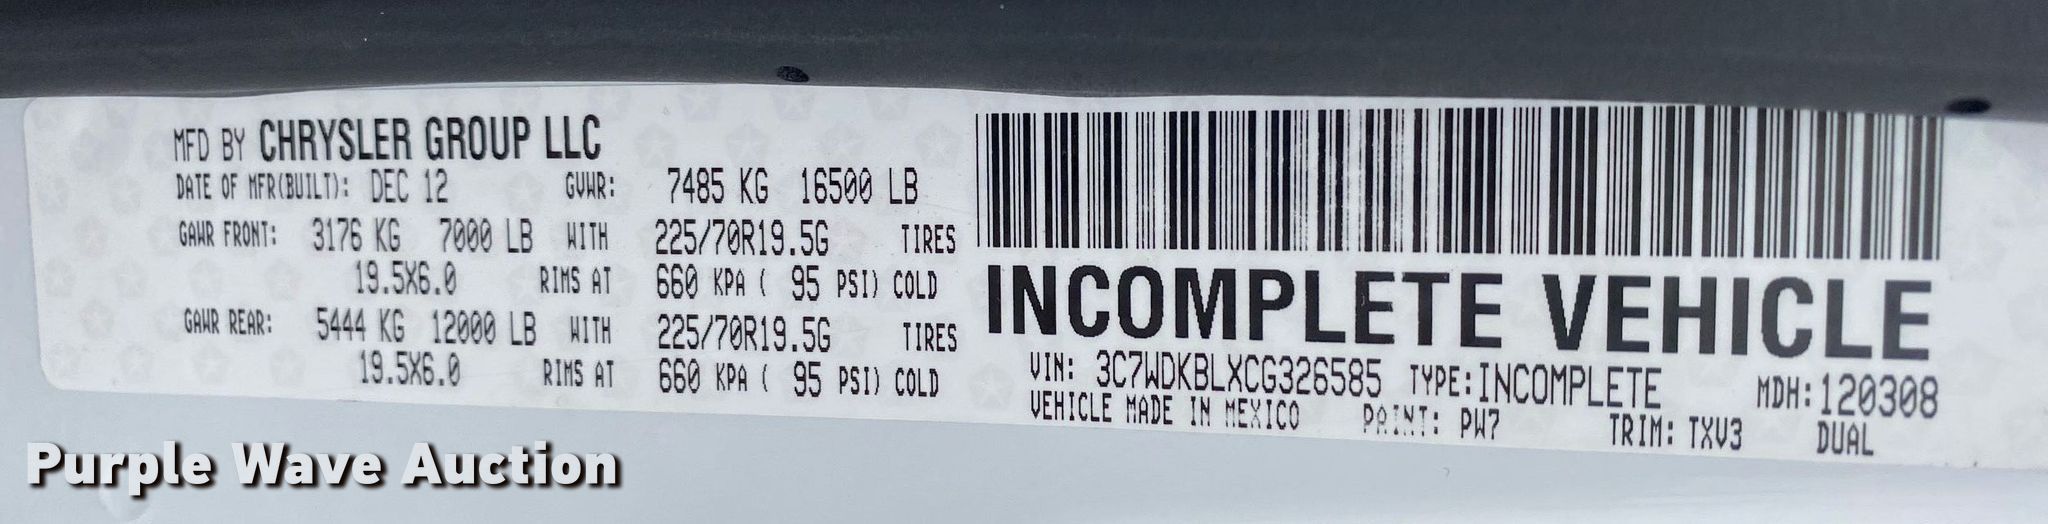 MFD BY CHRYSLER GROUP LLC
DATE OF MFR(BUILT): DEC 12 GVWR: 7485 KG 16500 LB
GAWR FRONT: 3176 KG 7000 LB WITH 225/70R19.5G TIRES
19.5X6.0 RIMS AT 660 KPA ( 95 PSI) COLD
GAWR REAR: 5444 KG 12000 LB WITH 225/70R19.5G TIRES
19.5X6.0 RIMS AT 660 KPA ( 95 PSI) COLD
INCOMPLETE VEHICLE
VIN: 3C7WDKBLXCG326585 TYPE: INCOMPLETE MDH: 120308
VEHICLE MADE IN MEXICO PAINT: PW7 TRIM: TXV3 DUAL
Purple Wave Auction